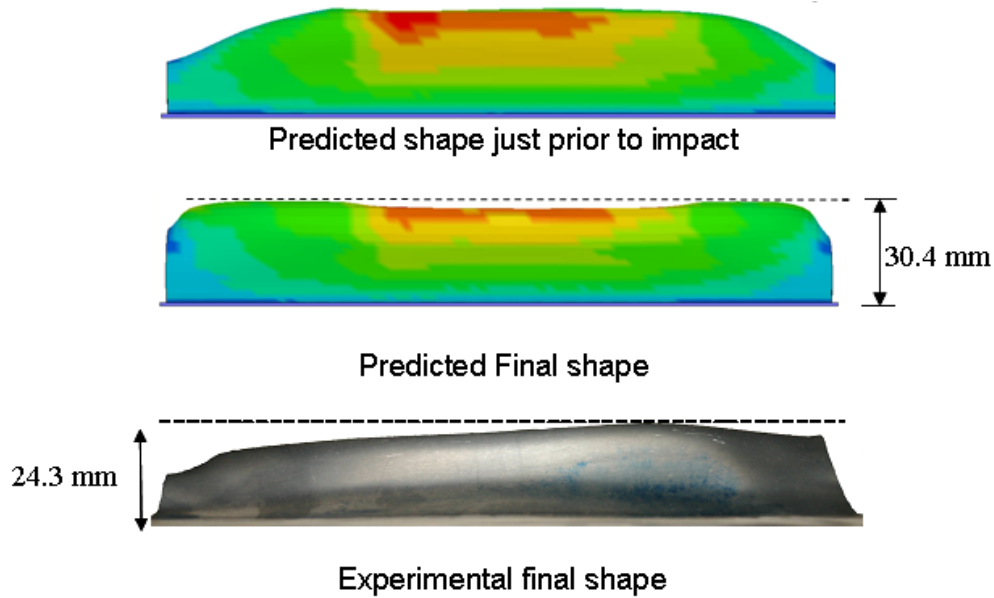 Predicted shape just prior to impact
30.4 mm
Predicted Final shape
24.3 mm
Experimental final shape